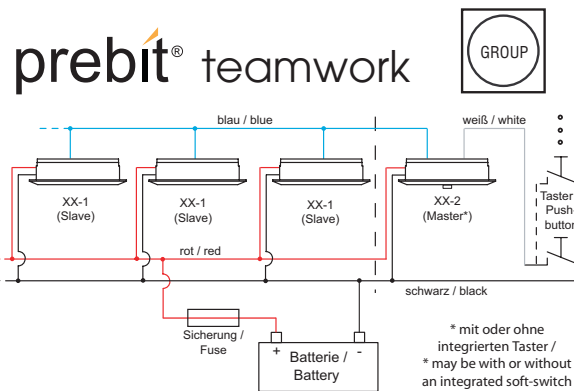 prebit® teamwork
GROUP
blau / blue
weiß / white
XX-1
(Slave)
XX-1
(Slave)
XX-1
(Slave)
XX-2
(Master*)
Taster
Push
button
rot / red
schwarz / black
Sicherung /
Fuse
+ -
Batterie /
Battery
* mit oder ohne
integrierten Taster /
* may be with or without
an integrated soft-switch